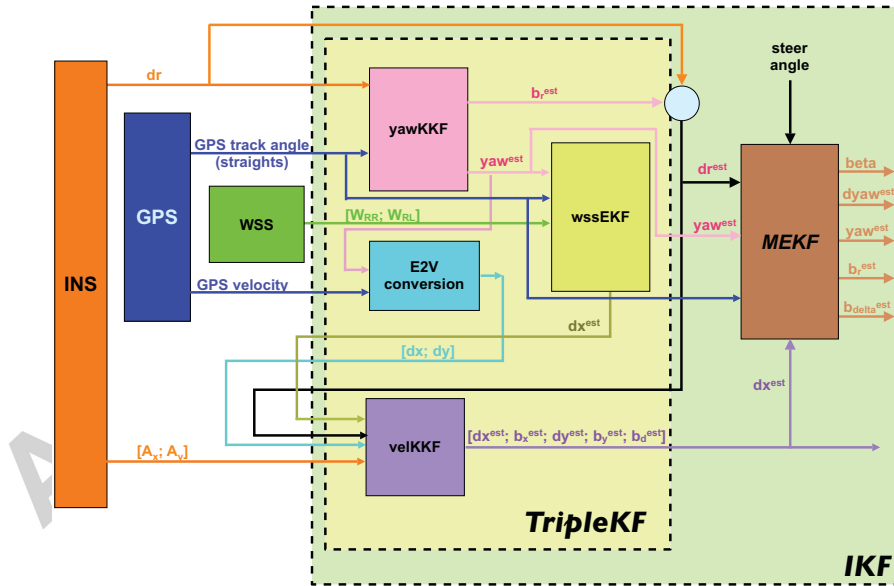 steer
angle
dr
b_r^est
yawKKF
GPS track angle
(straights)
yaw^est
dr^est
beta
dyaw^est
GPS
WSS
[W_RR; W_RL]
wssEKF
yaw^est
MEKF
yaw^est
E2V
conversion
INS
GPS velocity
b_r^est
b_delta^est
dx^est
[dx; dy]
dx^est
velKKF
[dx^est; b_x^est; dy^est; b_y^est; b_d^est]
[A_x; A_y]
TripleKF
IKF
A